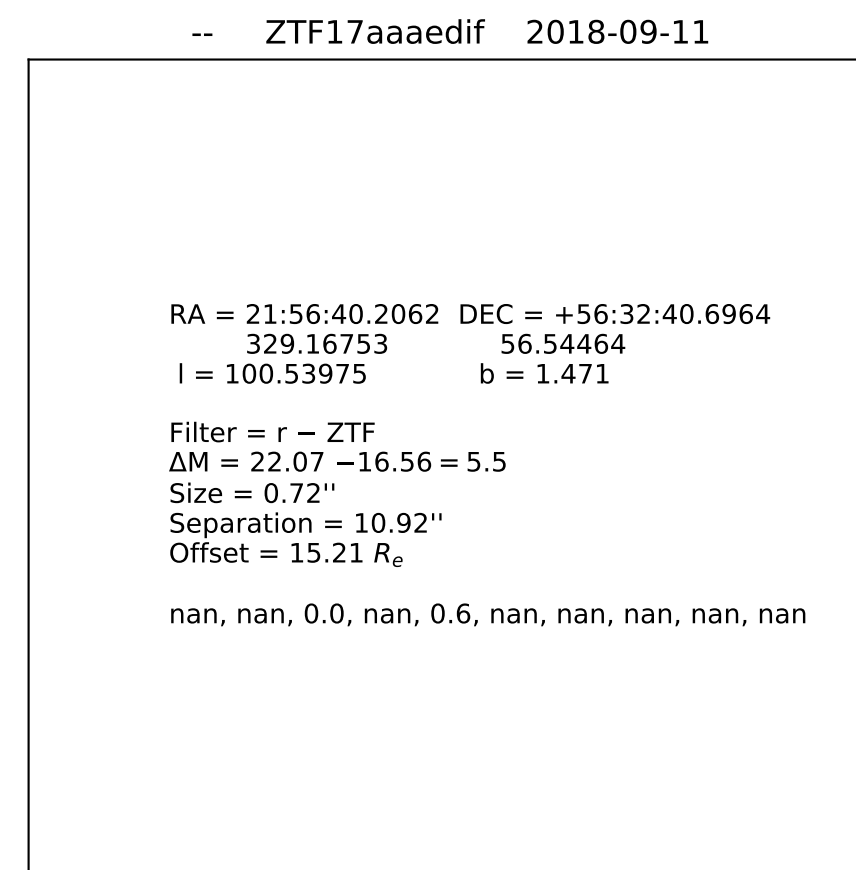 --   ZTF17aaaedif   2018-09-11
RA = 21:56:40.2062  DEC = +56:32:40.6964
329.16753   56.54464
l = 100.53975   b = 1.471
Filter = r − ZTF
ΔM = 22.07 −16.56 = 5.5
Size = 0.72''
Separation = 10.92''
Offset = 15.21 Re
nan, nan, 0.0, nan, 0.6, nan, nan, nan, nan, nan